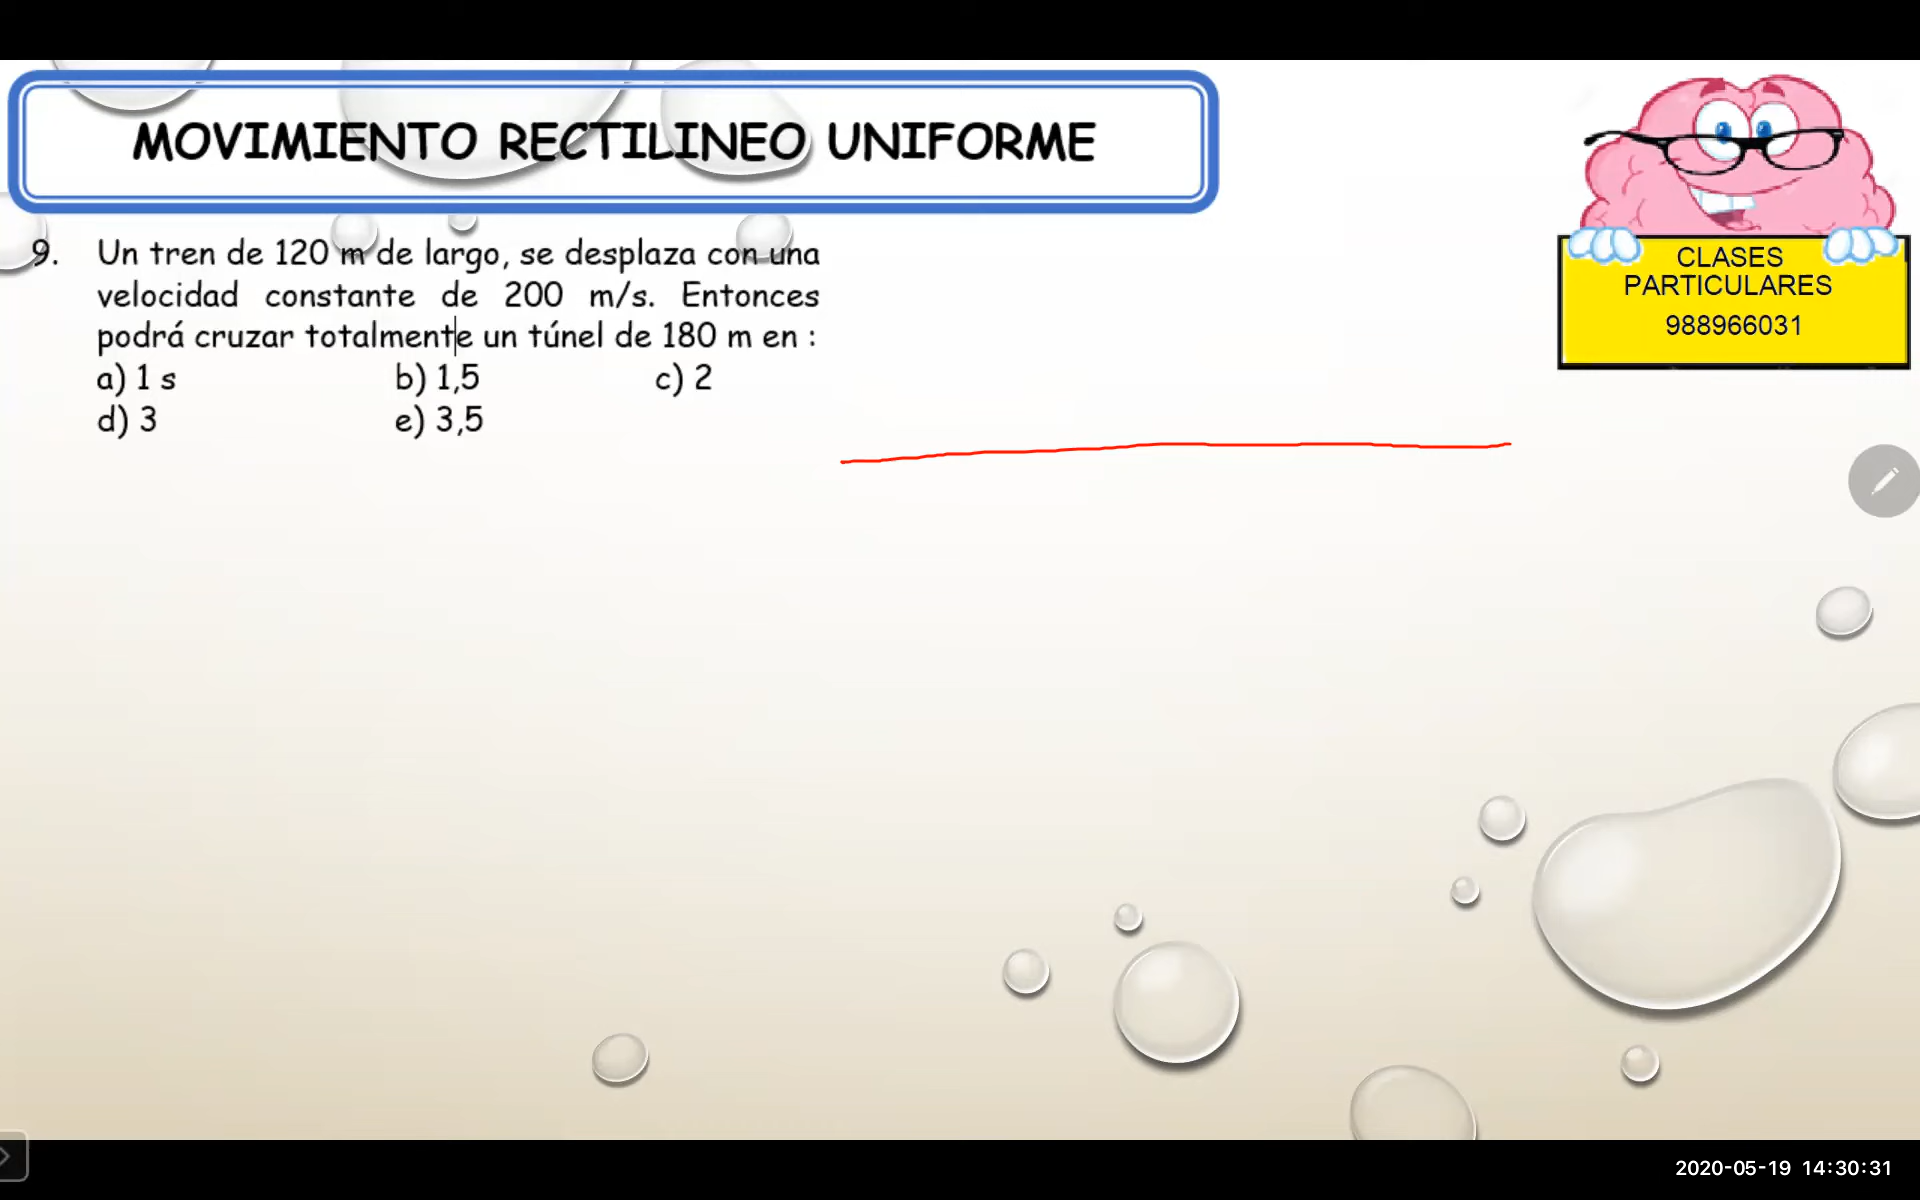 MOVIMIENTO RECTILINEO UNIFORME
9. Un tren de 120 m de largo, se desplaza con una
velocidad constante de 200 m/s. Entonces
podrá cruzar totalmente un túnel de 180 m en :
a) 1 s b) 1,5 c) 2
d) 3 e) 3,5
CLASES
PARTICULARES
988966031
2020-05-19 14:30:31